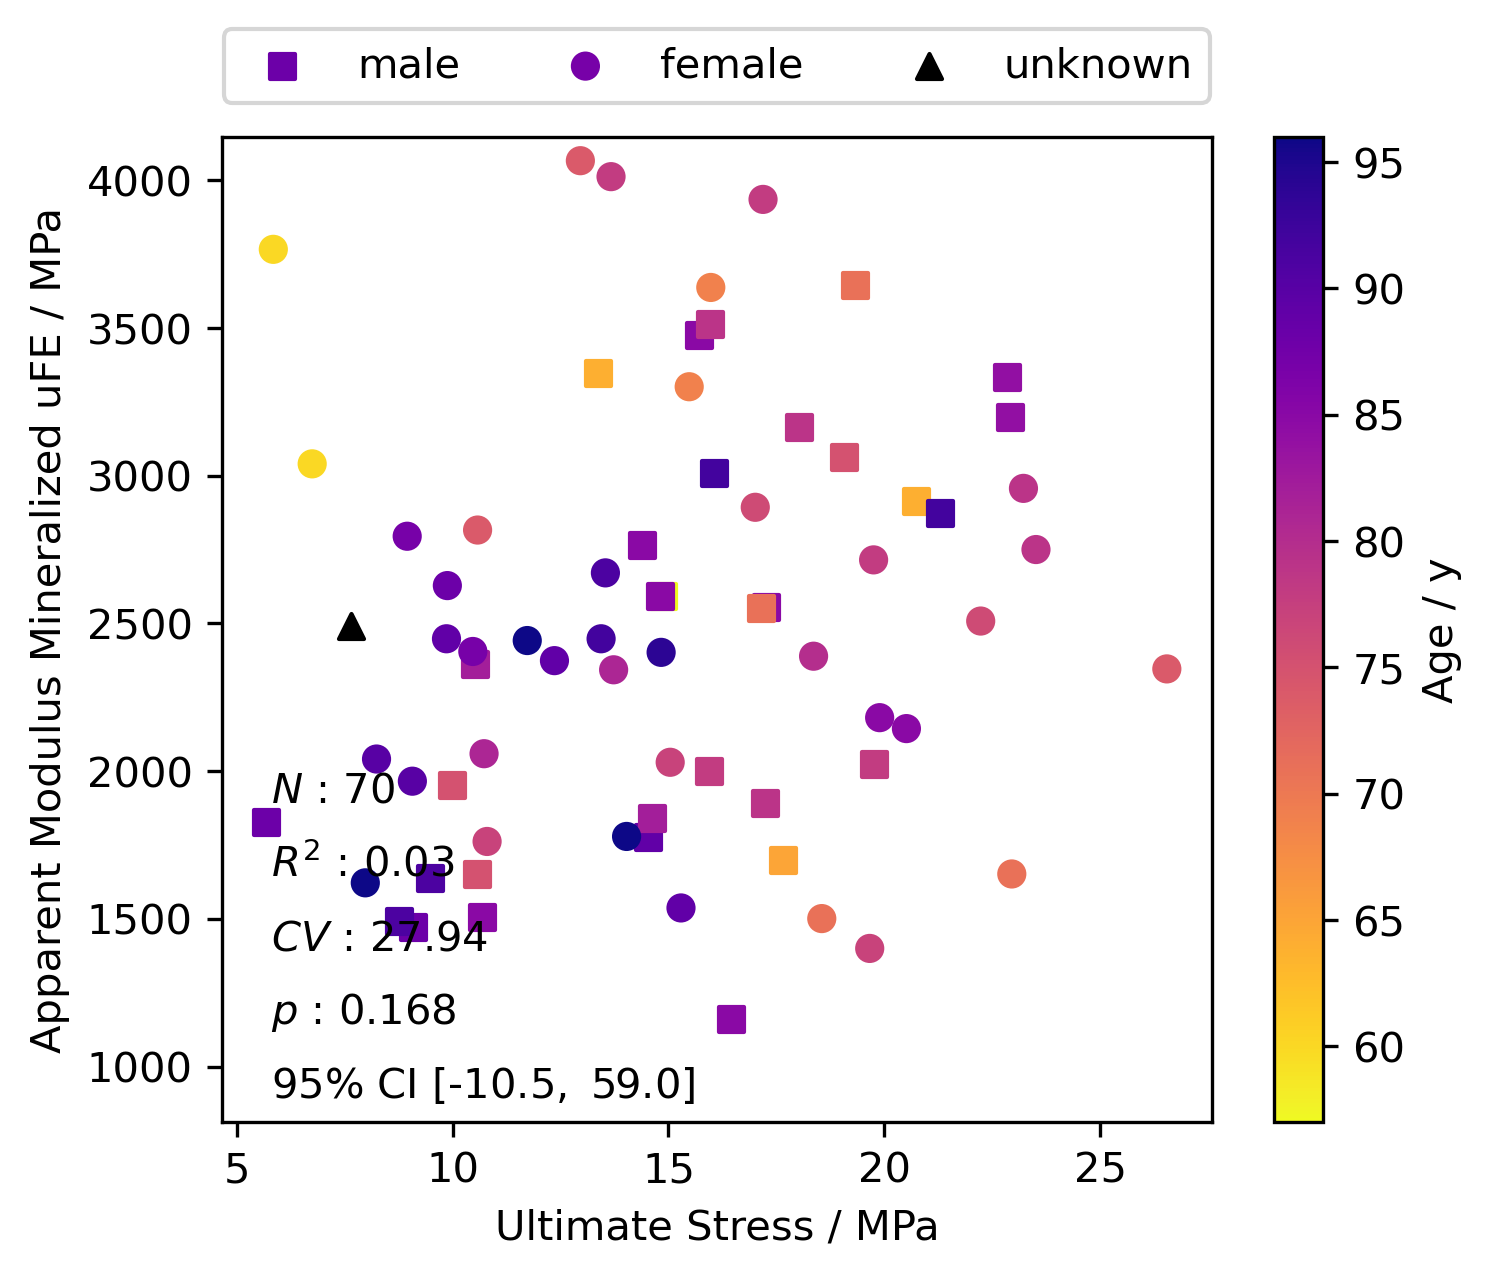 male female unknown
4000
3500
3000
2500
2000
1500
1000
Apparent Modulus Mineralized uFE / MPa
N : 70
R² : 0.03
CV : 27.94
p : 0.168
95% CI [-10.5, 59.0]
5 10 15 20 25
Ultimate Stress / MPa
95
90
85
80
75
70
65
60
Age / y